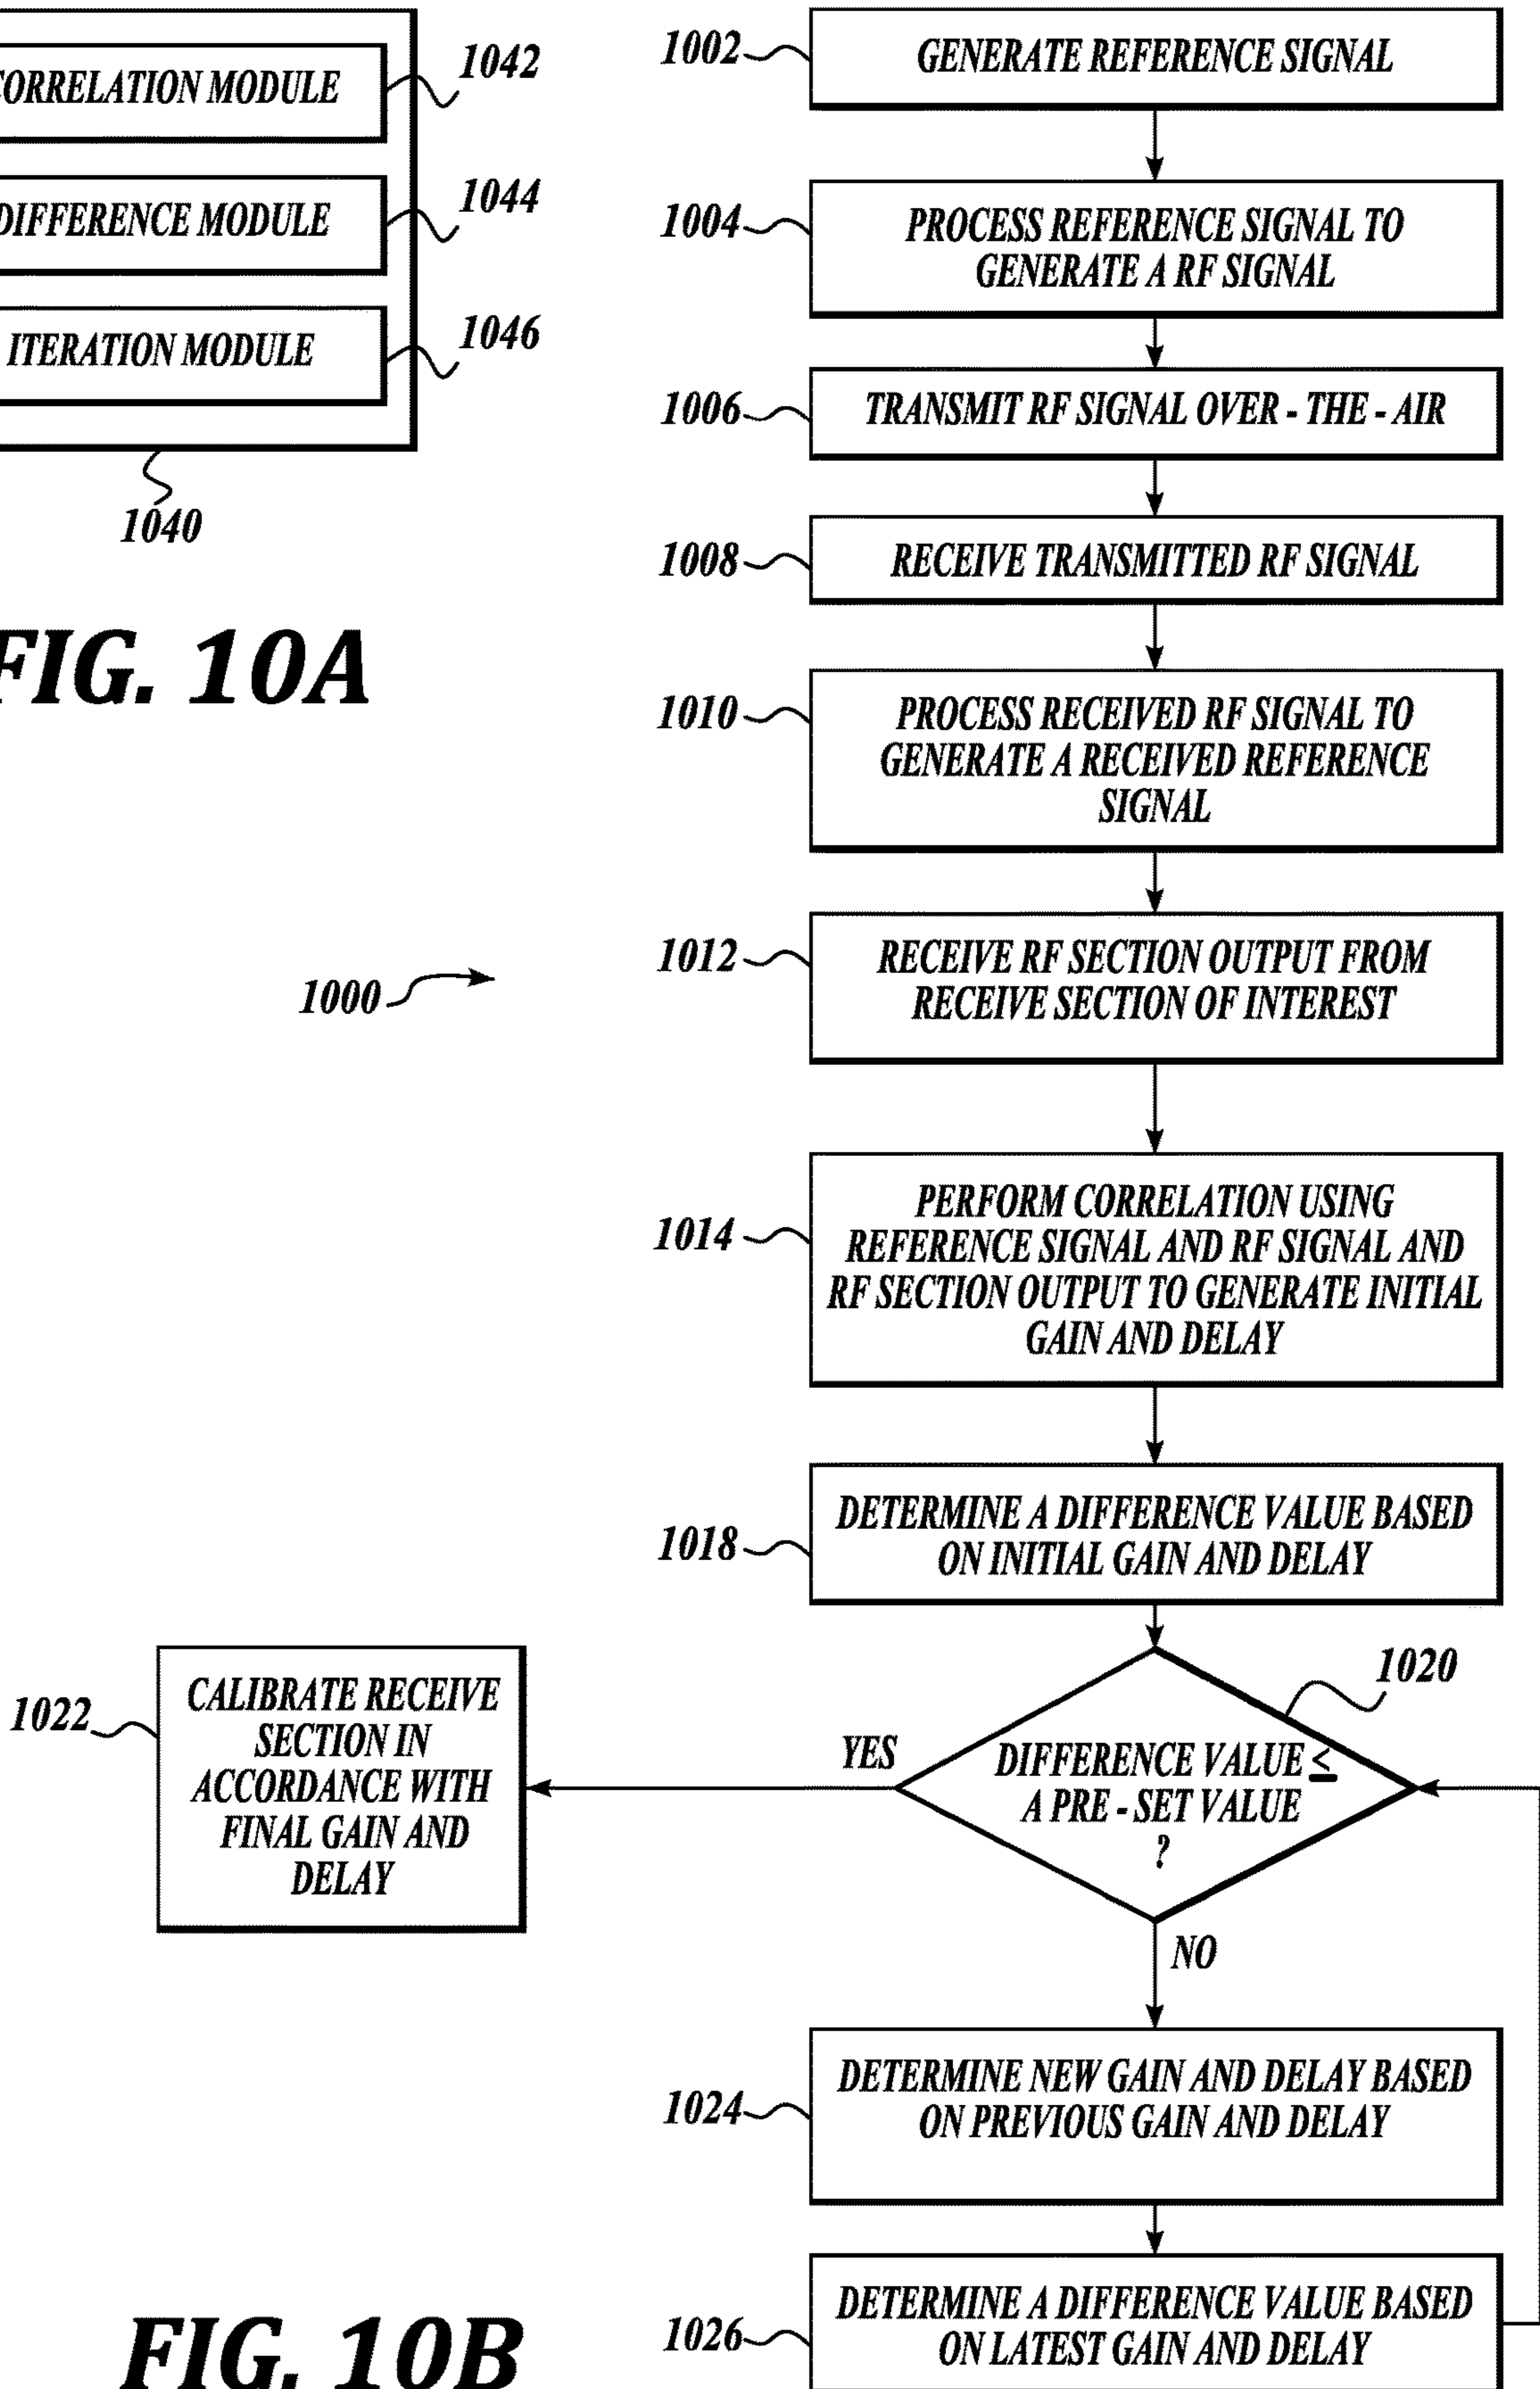 ORRELATION MODULE
1042
DIFFERENCE MODULE
1044
ITERATION MODULE
1046
1040
FIG. 10A
1002
GENERATE REFERENCE SIGNAL
1004
PROCESS REFERENCE SIGNAL TO
GENERATE A RF SIGNAL
1006
TRANSMIT RF SIGNAL OVER - THE - AIR
1008
RECEIVE TRANSMITTED RF SIGNAL
1010
PROCESS RECEIVED RF SIGNAL TO
GENERATE A RECEIVED REFERENCE
SIGNAL
1000
1012
RECEIVE RF SECTION OUTPUT FROM
RECEIVE SECTION OF INTEREST
1014
PERFORM CORRELATION USING
REFERENCE SIGNAL AND RF SIGNAL AND
RF SECTION OUTPUT TO GENERATE INITIAL
GAIN AND DELAY
1018
DETERMINE A DIFFERENCE VALUE BASED
ON INITIAL GAIN AND DELAY
1020
DIFFERENCE VALUE ≤
A PRE - SET VALUE
?
YES
1022
CALIBRATE RECEIVE
SECTION IN
ACCORDANCE WITH
FINAL GAIN AND
DELAY
NO
1024
DETERMINE NEW GAIN AND DELAY BASED
ON PREVIOUS GAIN AND DELAY
1026
DETERMINE A DIFFERENCE VALUE BASED
ON LATEST GAIN AND DELAY
FIG. 10B